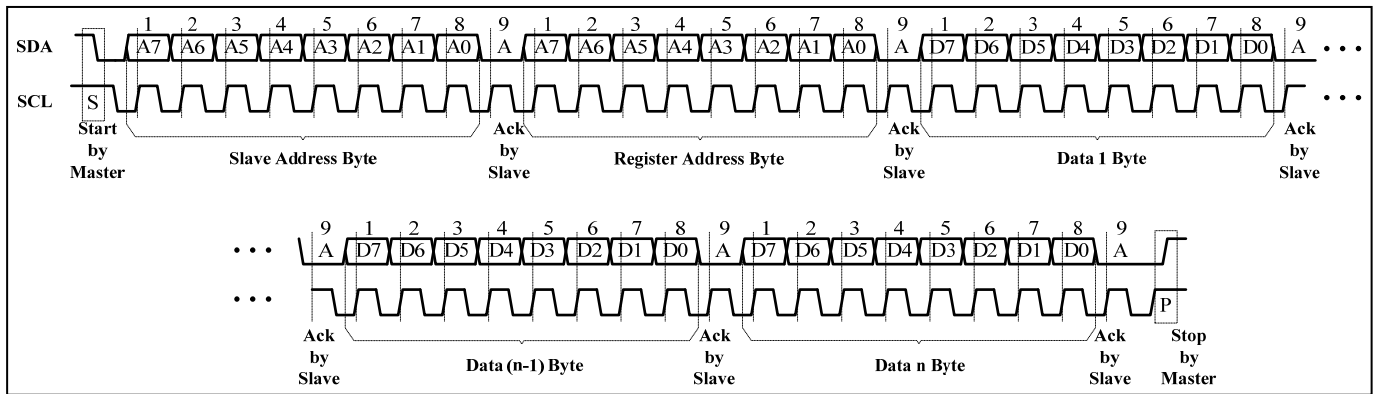 1 2 3 4 5 6 7 8 9 1 2 3 4 5 6 7 8 9 1 2 3 4 5 6 7 8 9
SDA A7 A6 A5 A4 A3 A2 A1 A0 A A7 A6 A5 A4 A3 A2 A1 A0 A D7 D6 D5 D4 D3 D2 D1 D0 A • • •
SCL S • • •
Start by Master
Slave Address Byte
Ack by Slave
Register Address Byte
Ack by Slave
Data 1 Byte
Ack by Slave
9 1 2 3 4 5 6 7 8 9 1 2 3 4 5 6 7 8 9
• • • A D7 D6 D5 D4 D3 D2 D1 D0 A D7 D6 D5 D4 D3 D2 D1 D0 A
• • • P
Ack by Slave
Data (n-1) Byte
Ack by Slave
Data n Byte
Ack by Slave
Stop by Master